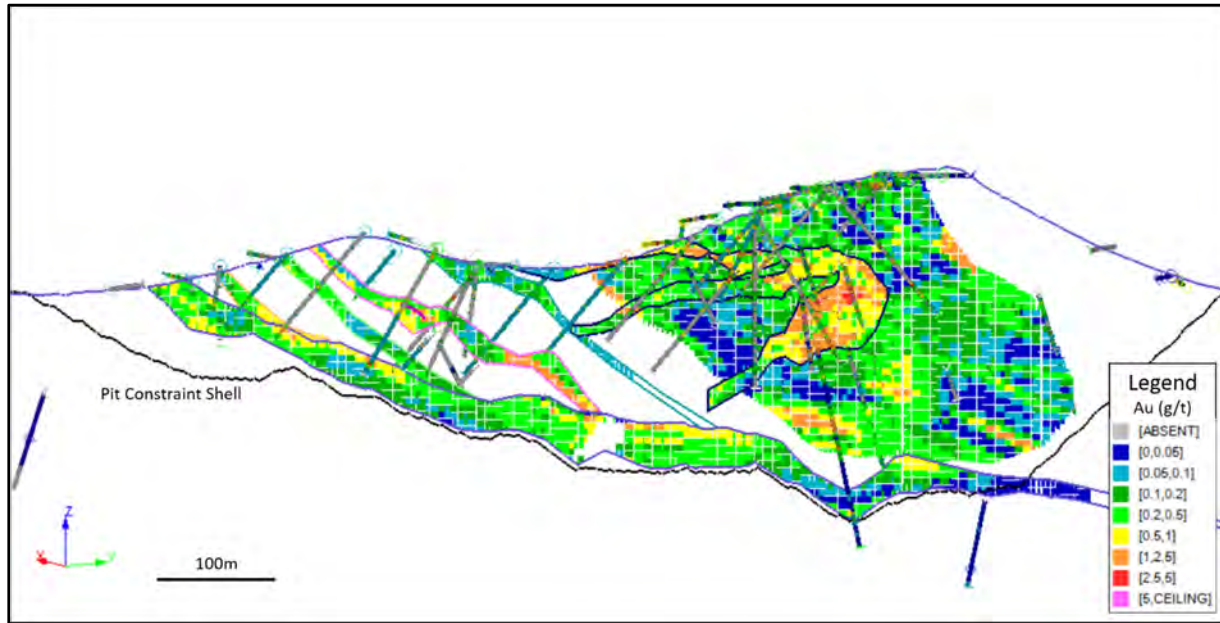 Pit Constraint Shell
Z
X
Y
100m
Legend
Au (g/t)
[ABSENT]
[0,0.05]
[0.05,0.1]
[0.1,0.2]
[0.2,0.5]
[0.5,1]
[1,2.5]
[2.5,5]
[5,CEILING]